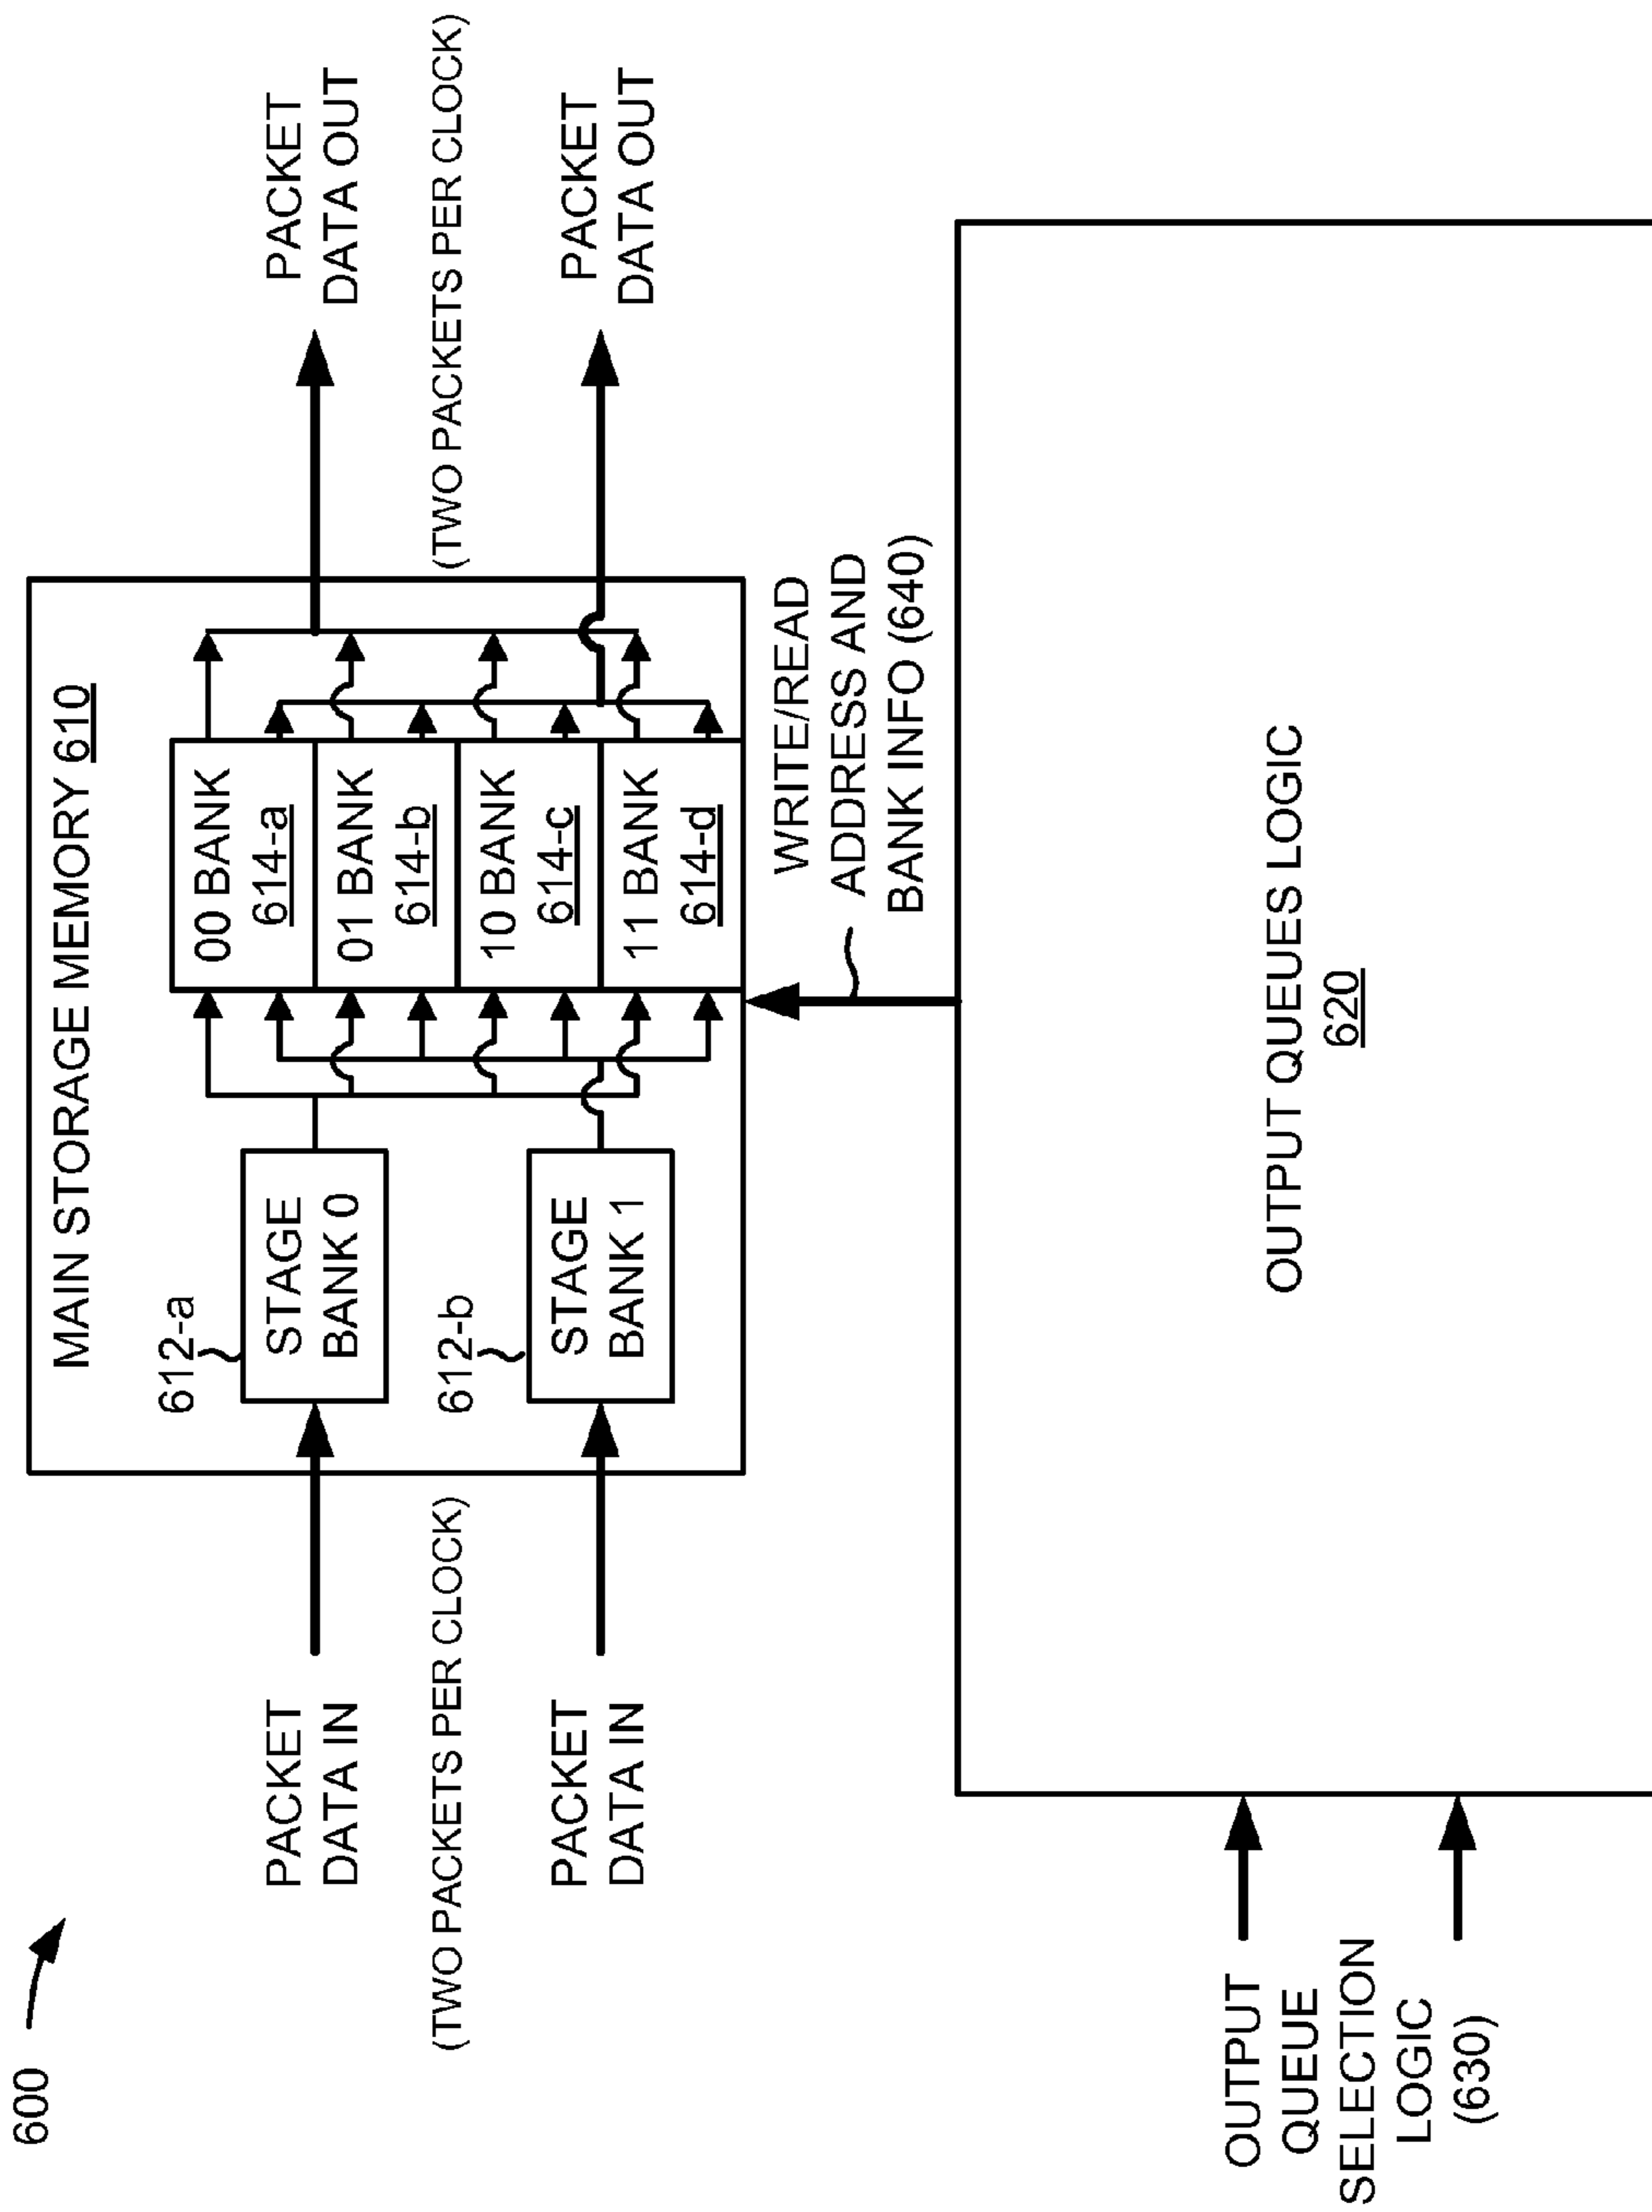 600
MAIN STORAGE MEMORY 610
612-a
STAGE
BANK 0
612-b
STAGE
BANK 1
00 BANK
614-a
01 BANK
614-b
10 BANK
614-c
11 BANK
614-d
PACKET
DATA IN
(TWO PACKETS PER CLOCK)
PACKET
DATA IN
PACKET
DATA OUT
(TWO PACKETS PER CLOCK)
PACKET
DATA OUT
WRITE/READ
ADDRESS AND
BANK INFO (640)
OUTPUT
QUEUE
SELECTION
LOGIC
(630)
OUTPUT QUEUES LOGIC
620